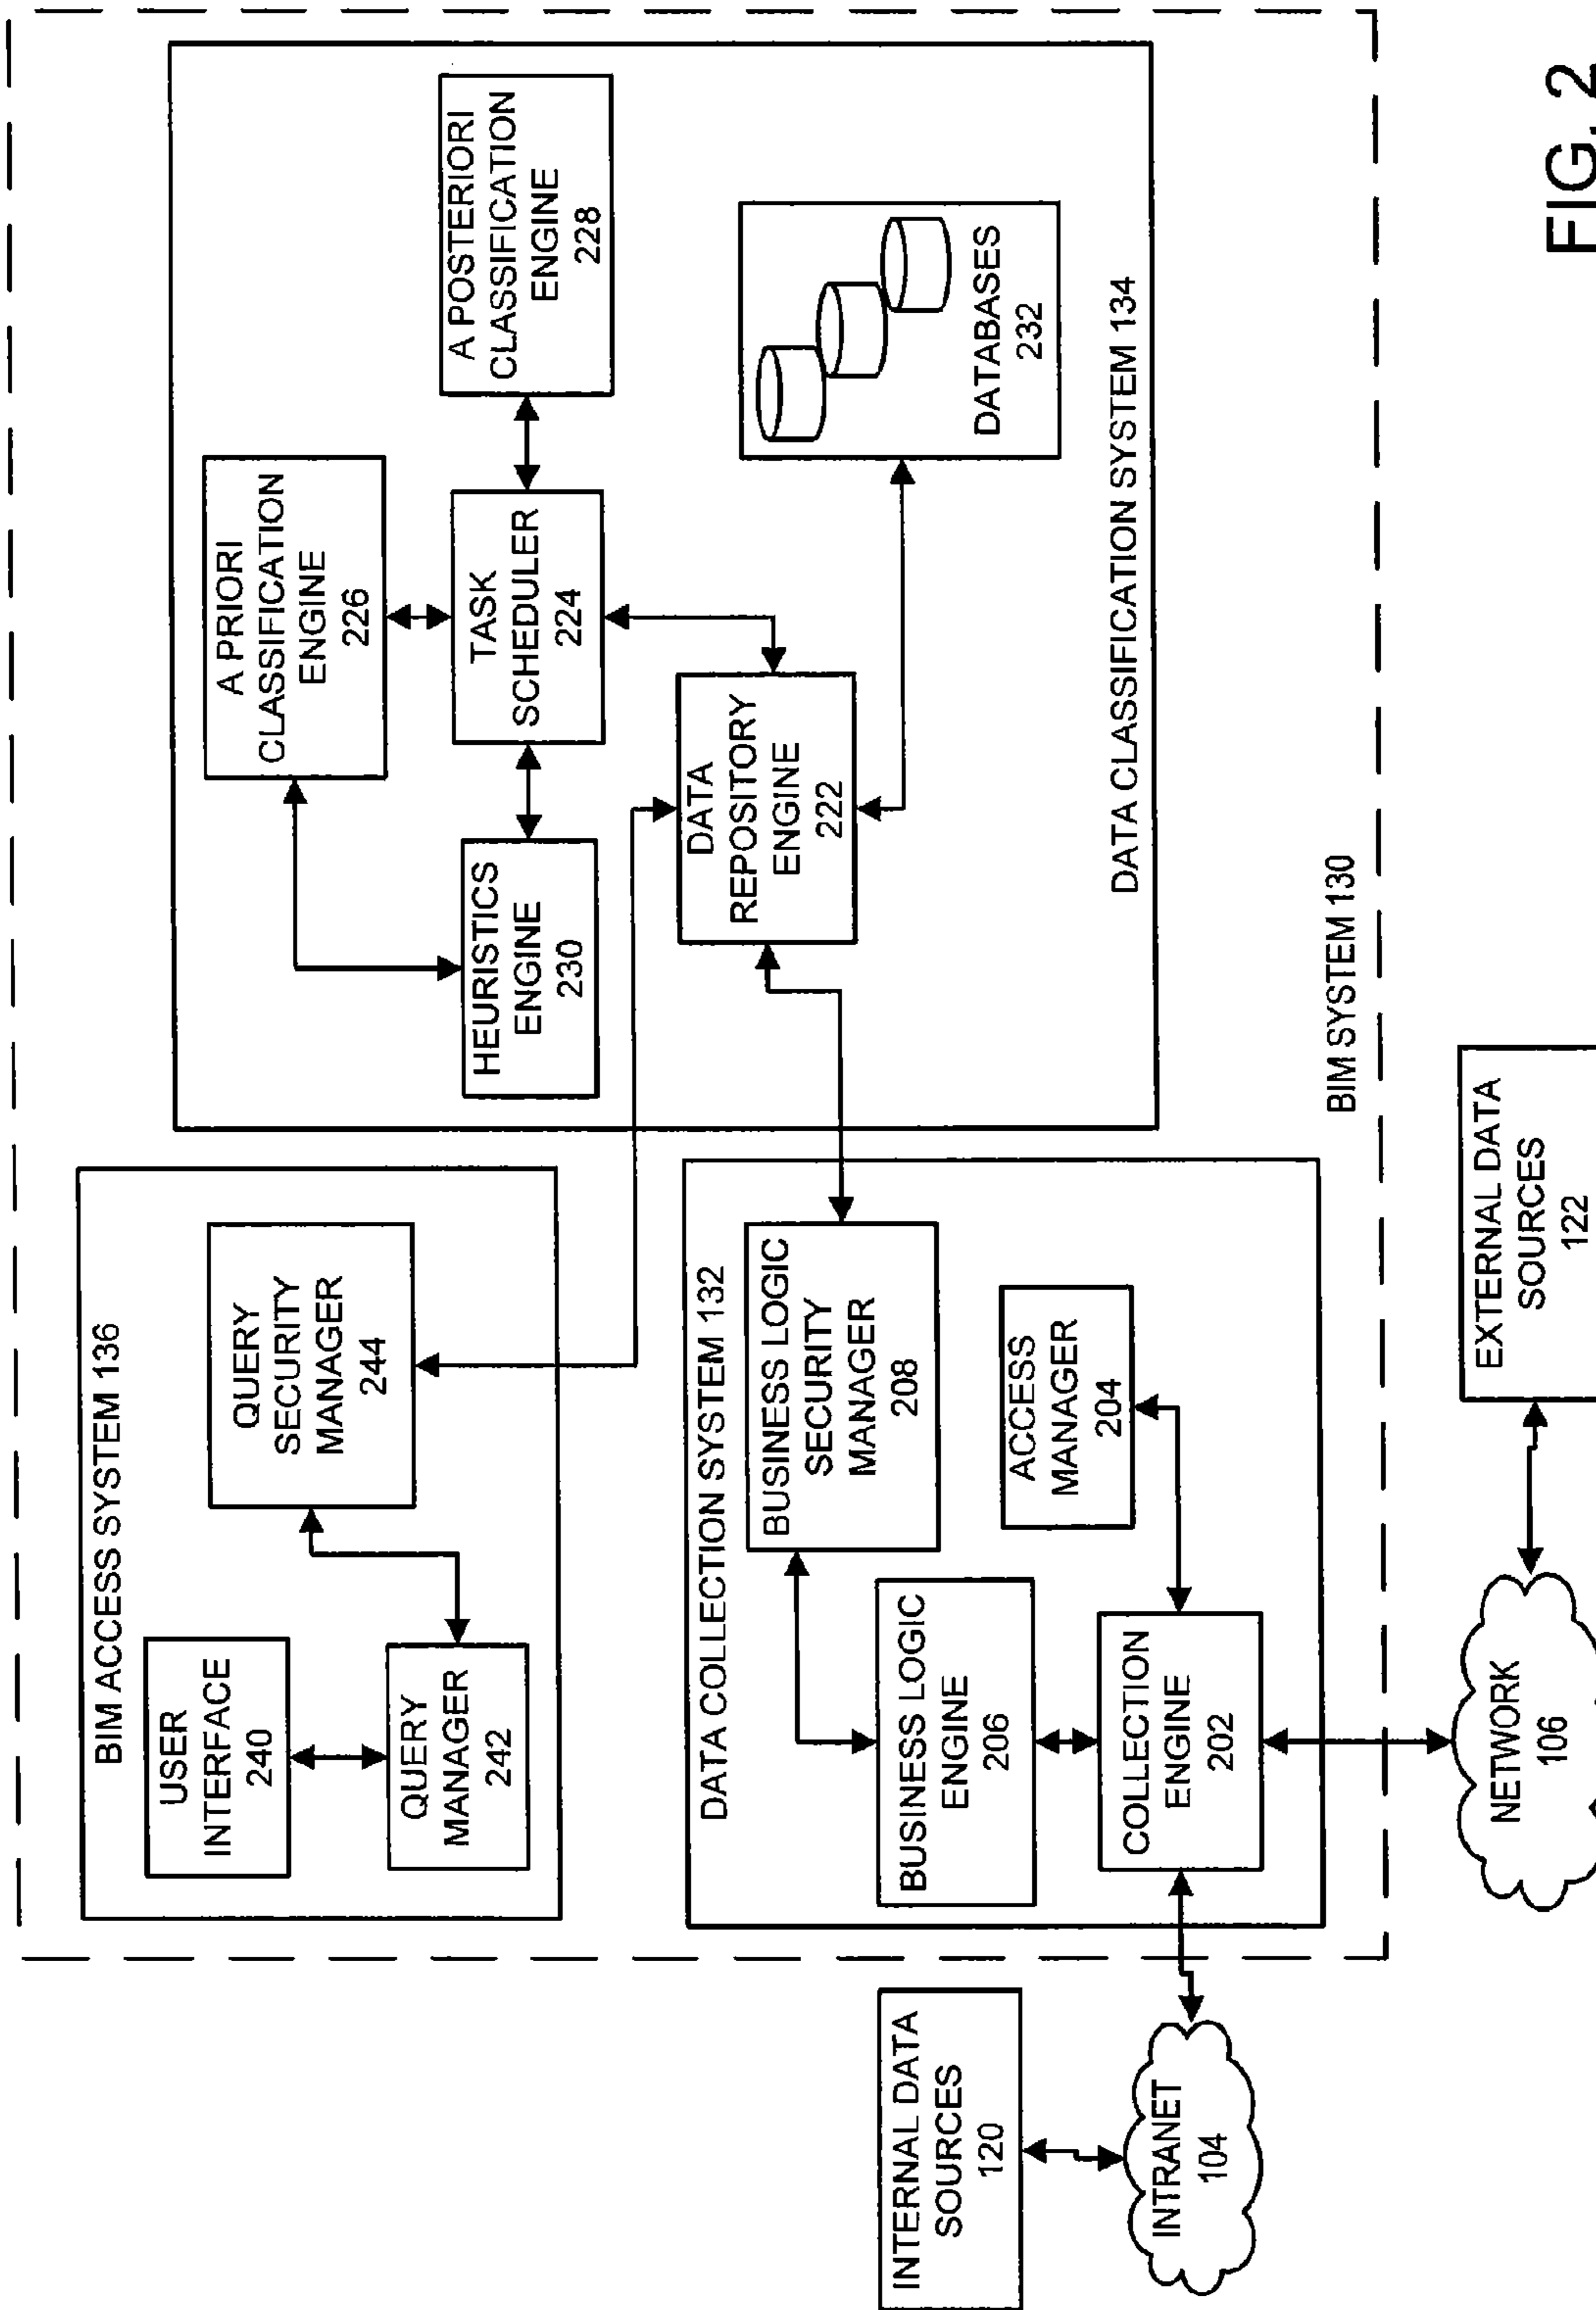 BIM ACCESS SYSTEM 136
USER
INTERFACE
240
QUERY
MANAGER
242
QUERY
SECURITY
MANAGER
244
A PRIORI
CLASSIFICATION
ENGINE
226
HEURISTICS
ENGINE
230
TASK
SCHEDULER
224
A POSTERIORI
CLASSIFICATION
ENGINE
228
DATA
REPOSITORY
ENGINE
222
DATABASES
232
DATA CLASSIFICATION SYSTEM 134
DATA COLLECTION SYSTEM 132
BUSINESS LOGIC
SECURITY
MANAGER
208
BUSINESS LOGIC
ENGINE
206
ACCESS
MANAGER
204
COLLECTION
ENGINE
202
BIM SYSTEM 130
INTERNAL DATA
SOURCES
120
INTRANET
104
NETWORK
106
EXTERNAL DATA
SOURCES
122
FIG. 2